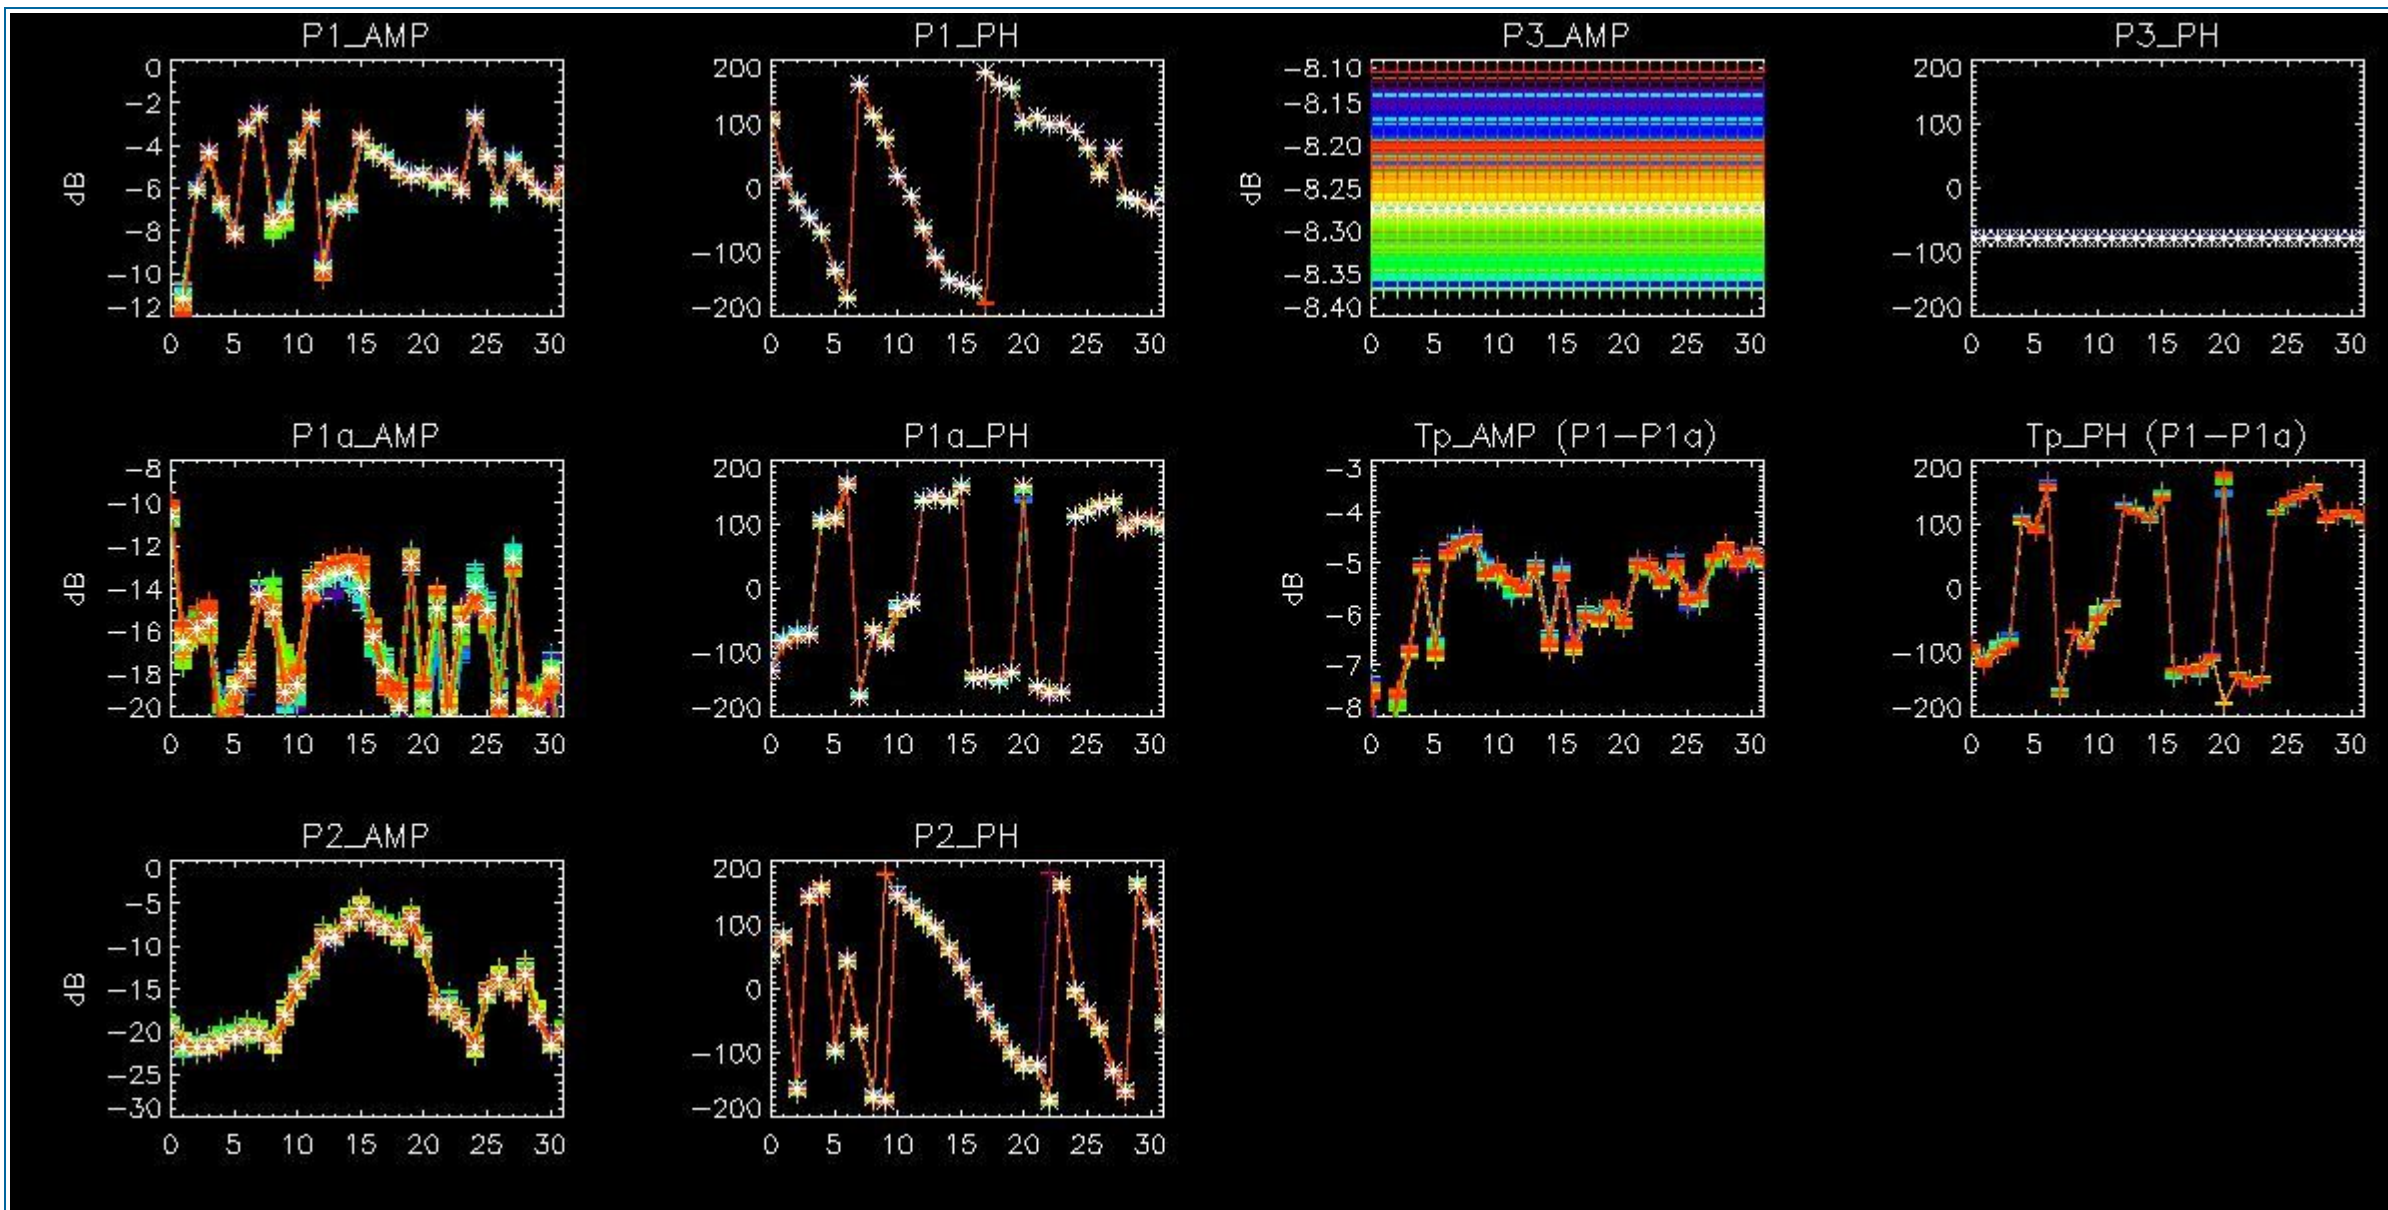 P1_AMP
0
−2
−4
−6
−8
−10
−12
dB
0 5 10 15 20 25 30
P1_PH
200
100
0
−100
−200
0 5 10 15 20 25 30
P3_AMP
−8.10
−8.15
−8.20
−8.25
−8.30
−8.35
−8.40
dB
0 5 10 15 20 25 30
P3_PH
200
100
0
−100
−200
0 5 10 15 20 25 30
P1a_AMP
−8
−10
−12
−14
−16
−18
−20
dB
0 5 10 15 20 25 30
P1a_PH
200
100
0
−100
−200
0 5 10 15 20 25 30
Tp_AMP (P1−P1a)
−3
−4
−5
−6
−7
−8
dB
0 5 10 15 20 25 30
Tp_PH (P1−P1a)
200
100
0
−100
−200
0 5 10 15 20 25 30
P2_AMP
0
−5
−10
−15
−20
−25
−30
dB
0 5 10 15 20 25 30
P2_PH
200
100
0
−100
−200
0 5 10 15 20 25 30